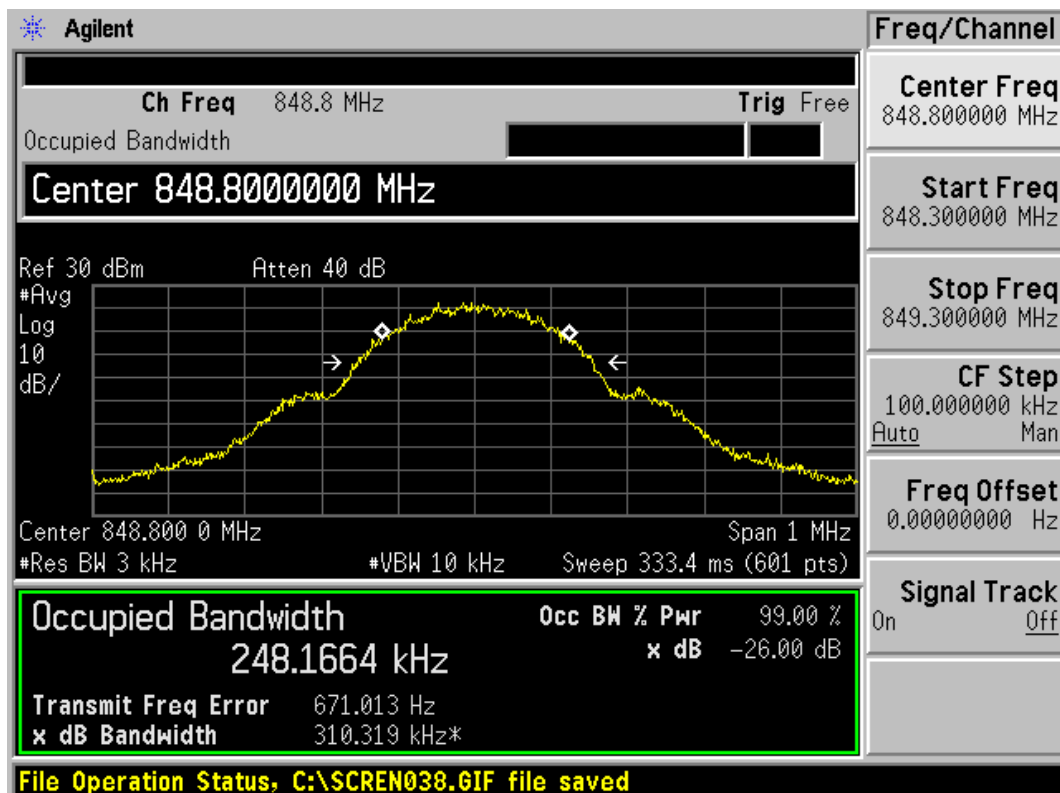 Agilent
Freq/Channel
Ch Freq 848.8 MHz Trig Free
Occupied Bandwidth
Center 848.8000000 MHz
Ref 30 dBm Atten 40 dB
#Avg
Log
10
dB/
Center 848.800 0 MHz Span 1 MHz
#Res BW 3 kHz #VBW 10 kHz Sweep 333.4 ms (601 pts)
Occupied Bandwidth Occ BW % Pwr 99.00 %
248.1664 kHz x dB -26.00 dB
Transmit Freq Error 671.013 Hz
x dB Bandwidth 310.319 kHz*
File Operation Status, C:\SCREN038.GIF file saved
Center Freq
848.800000 MHz
Start Freq
848.300000 MHz
Stop Freq
849.300000 MHz
CF Step
100.000000 kHz
Auto Man
Freq Offset
0.00000000 Hz
Signal Track
On Off